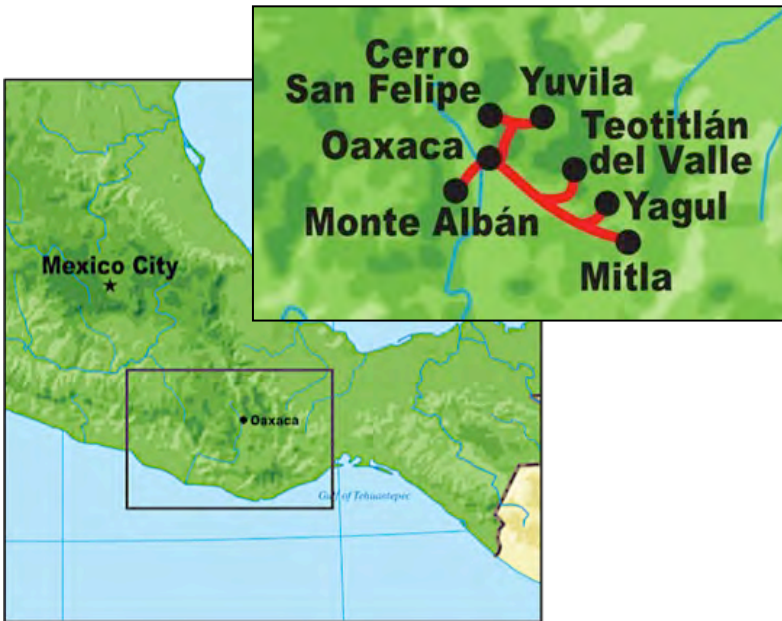 Cerro
San Felipe
Yuvila
Oaxaca
Teotitlán
del Valle
Monte Albán
Yagul
Mitla
Mexico City
Oaxaca
Gulf of Tehuantepec